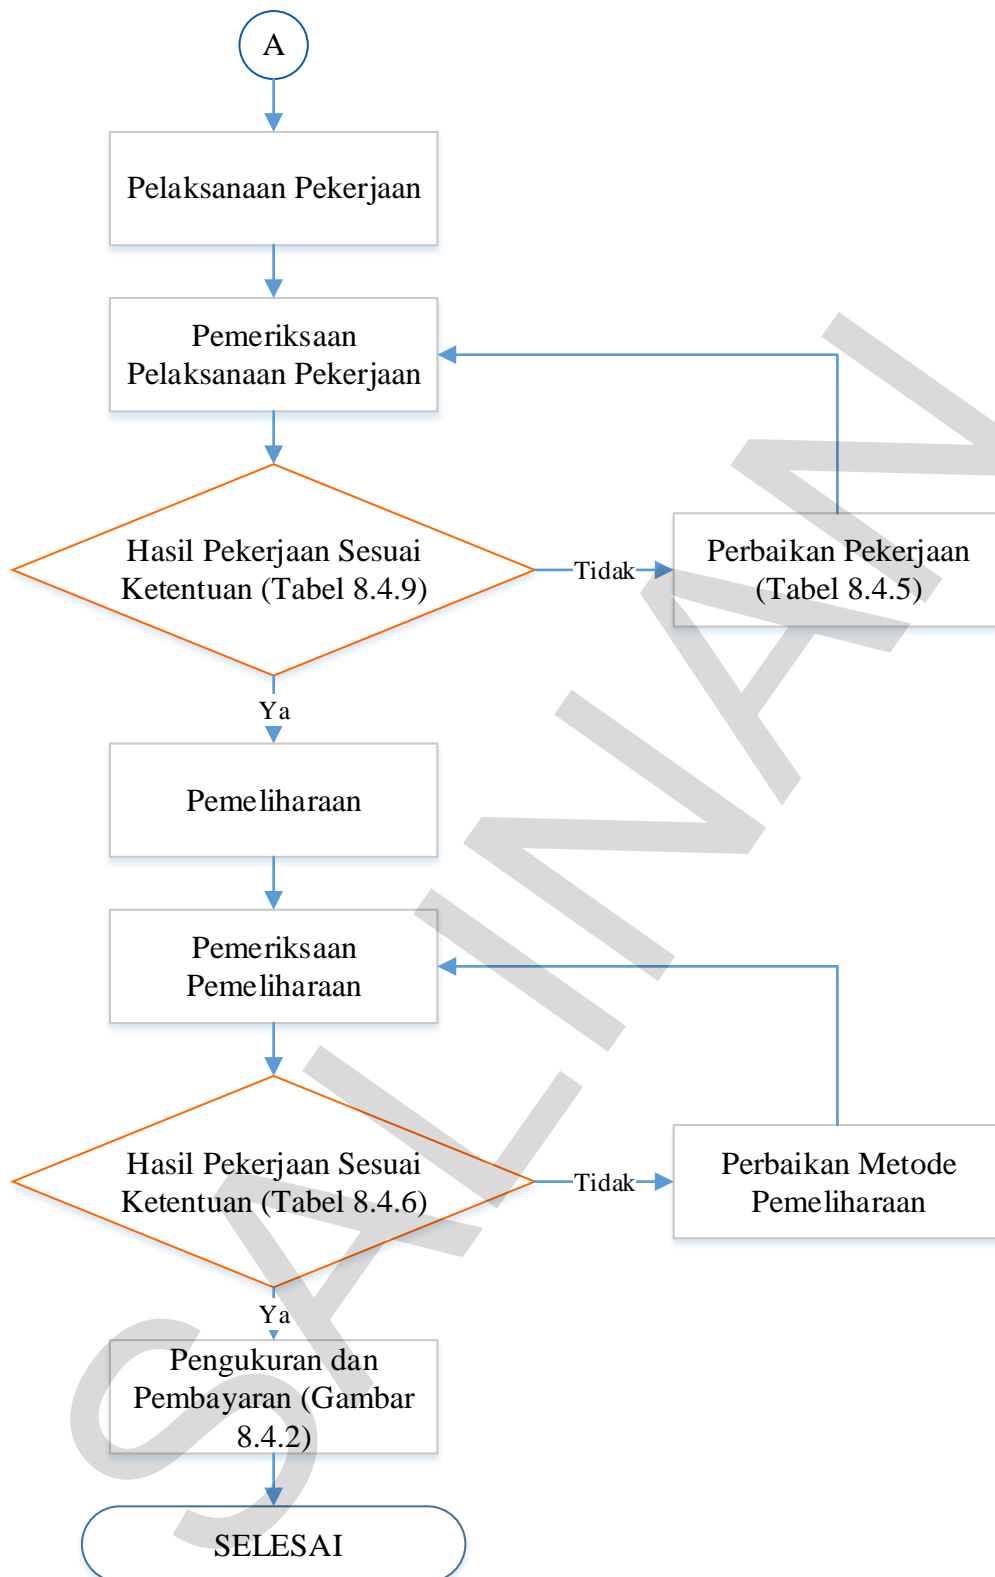 A
Pelaksanaan Pekerjaan
Pemeriksaan
Pelaksanaan Pekerjaan
Hasil Pekerjaan Sesuai
Ketentuan (Tabel 8.4.9)
Tidak
Perbaikan Pekerjaan
(Tabel 8.4.5)
Ya
Pemeliharaan
Pemeriksaan
Pemeliharaan
Hasil Pekerjaan Sesuai
Ketentuan (Tabel 8.4.6)
Tidak
Perbaikan Metode
Pemeliharaan
Ya
Pengukuran dan
Pembayaran (Gambar
8.4.2)
SELESAI
SALINAN